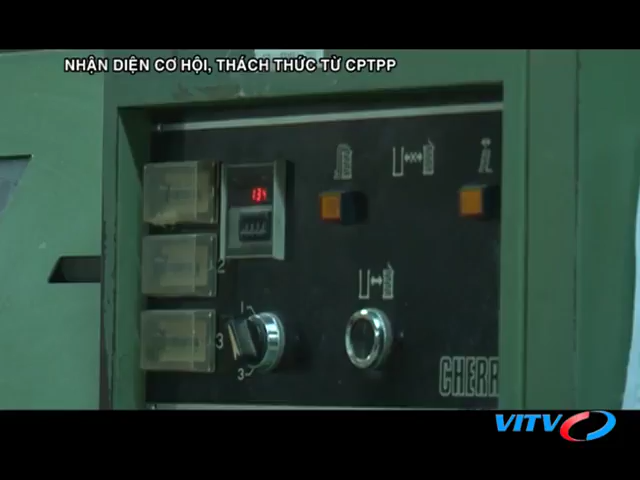 NHẬN DIỆN CƠ HỘI, THÁCH THỨC TỪ CPTPP
2
1
3
3
CHERR
VITV